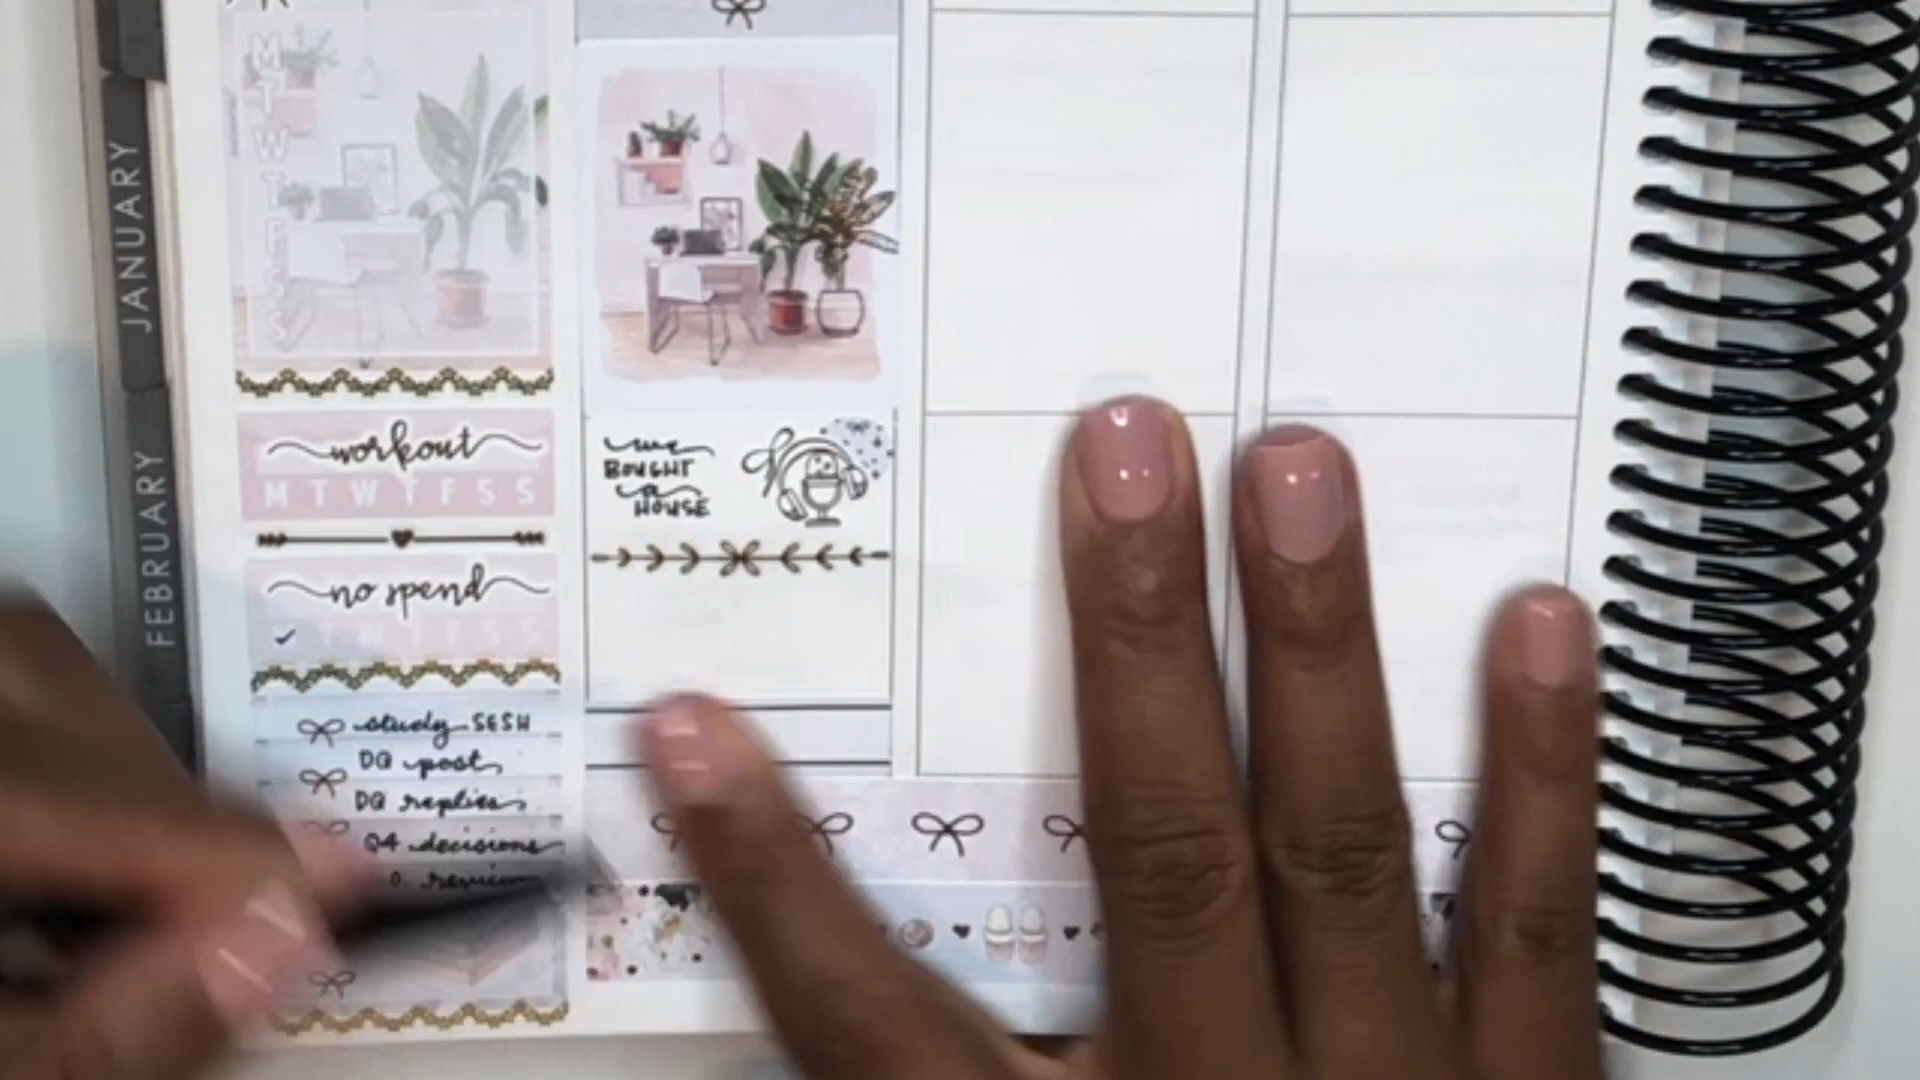 JANUARY
FEBRUARY
M
T
W
T
F
S
S
workout
M T W T F S S
no spend
T W T F S S
study SESH
DQ post
DQ replies
Q4 decisions
we
BOUGHT
a
HOUSE